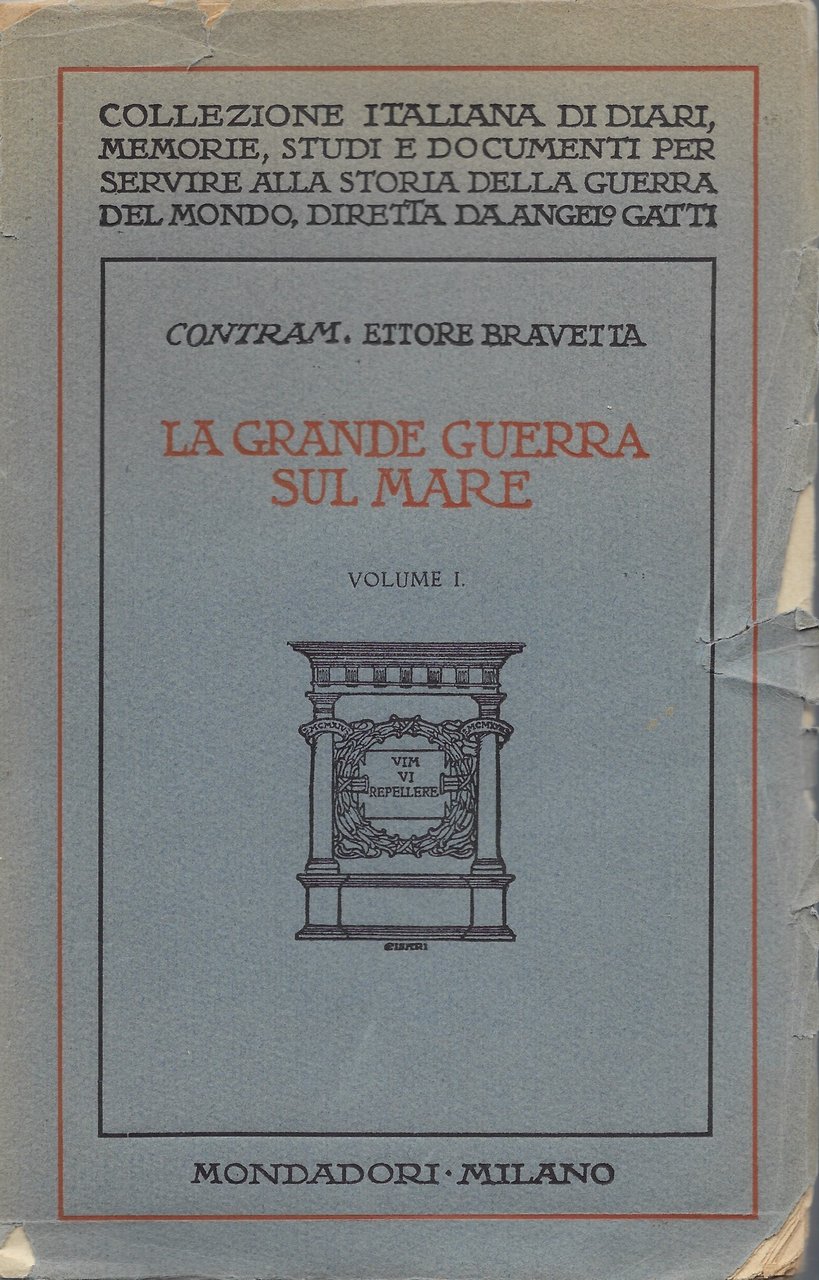 COLLEZIONE ITALIANA DI DIARI,
MEMORIE, STUDI E DOCUMENTI PER
SERVIRE ALLA STORIA DELLA GUERRA
DEL MONDO, DIRETTA DA ANGELO GATTI
CONTRAM. ETTORE BRAVETTA
LA GRANDE GUERRA
SUL MARE
VOLUME I.
VIM
VI
REPELLERE
MONDADORI · MILANO